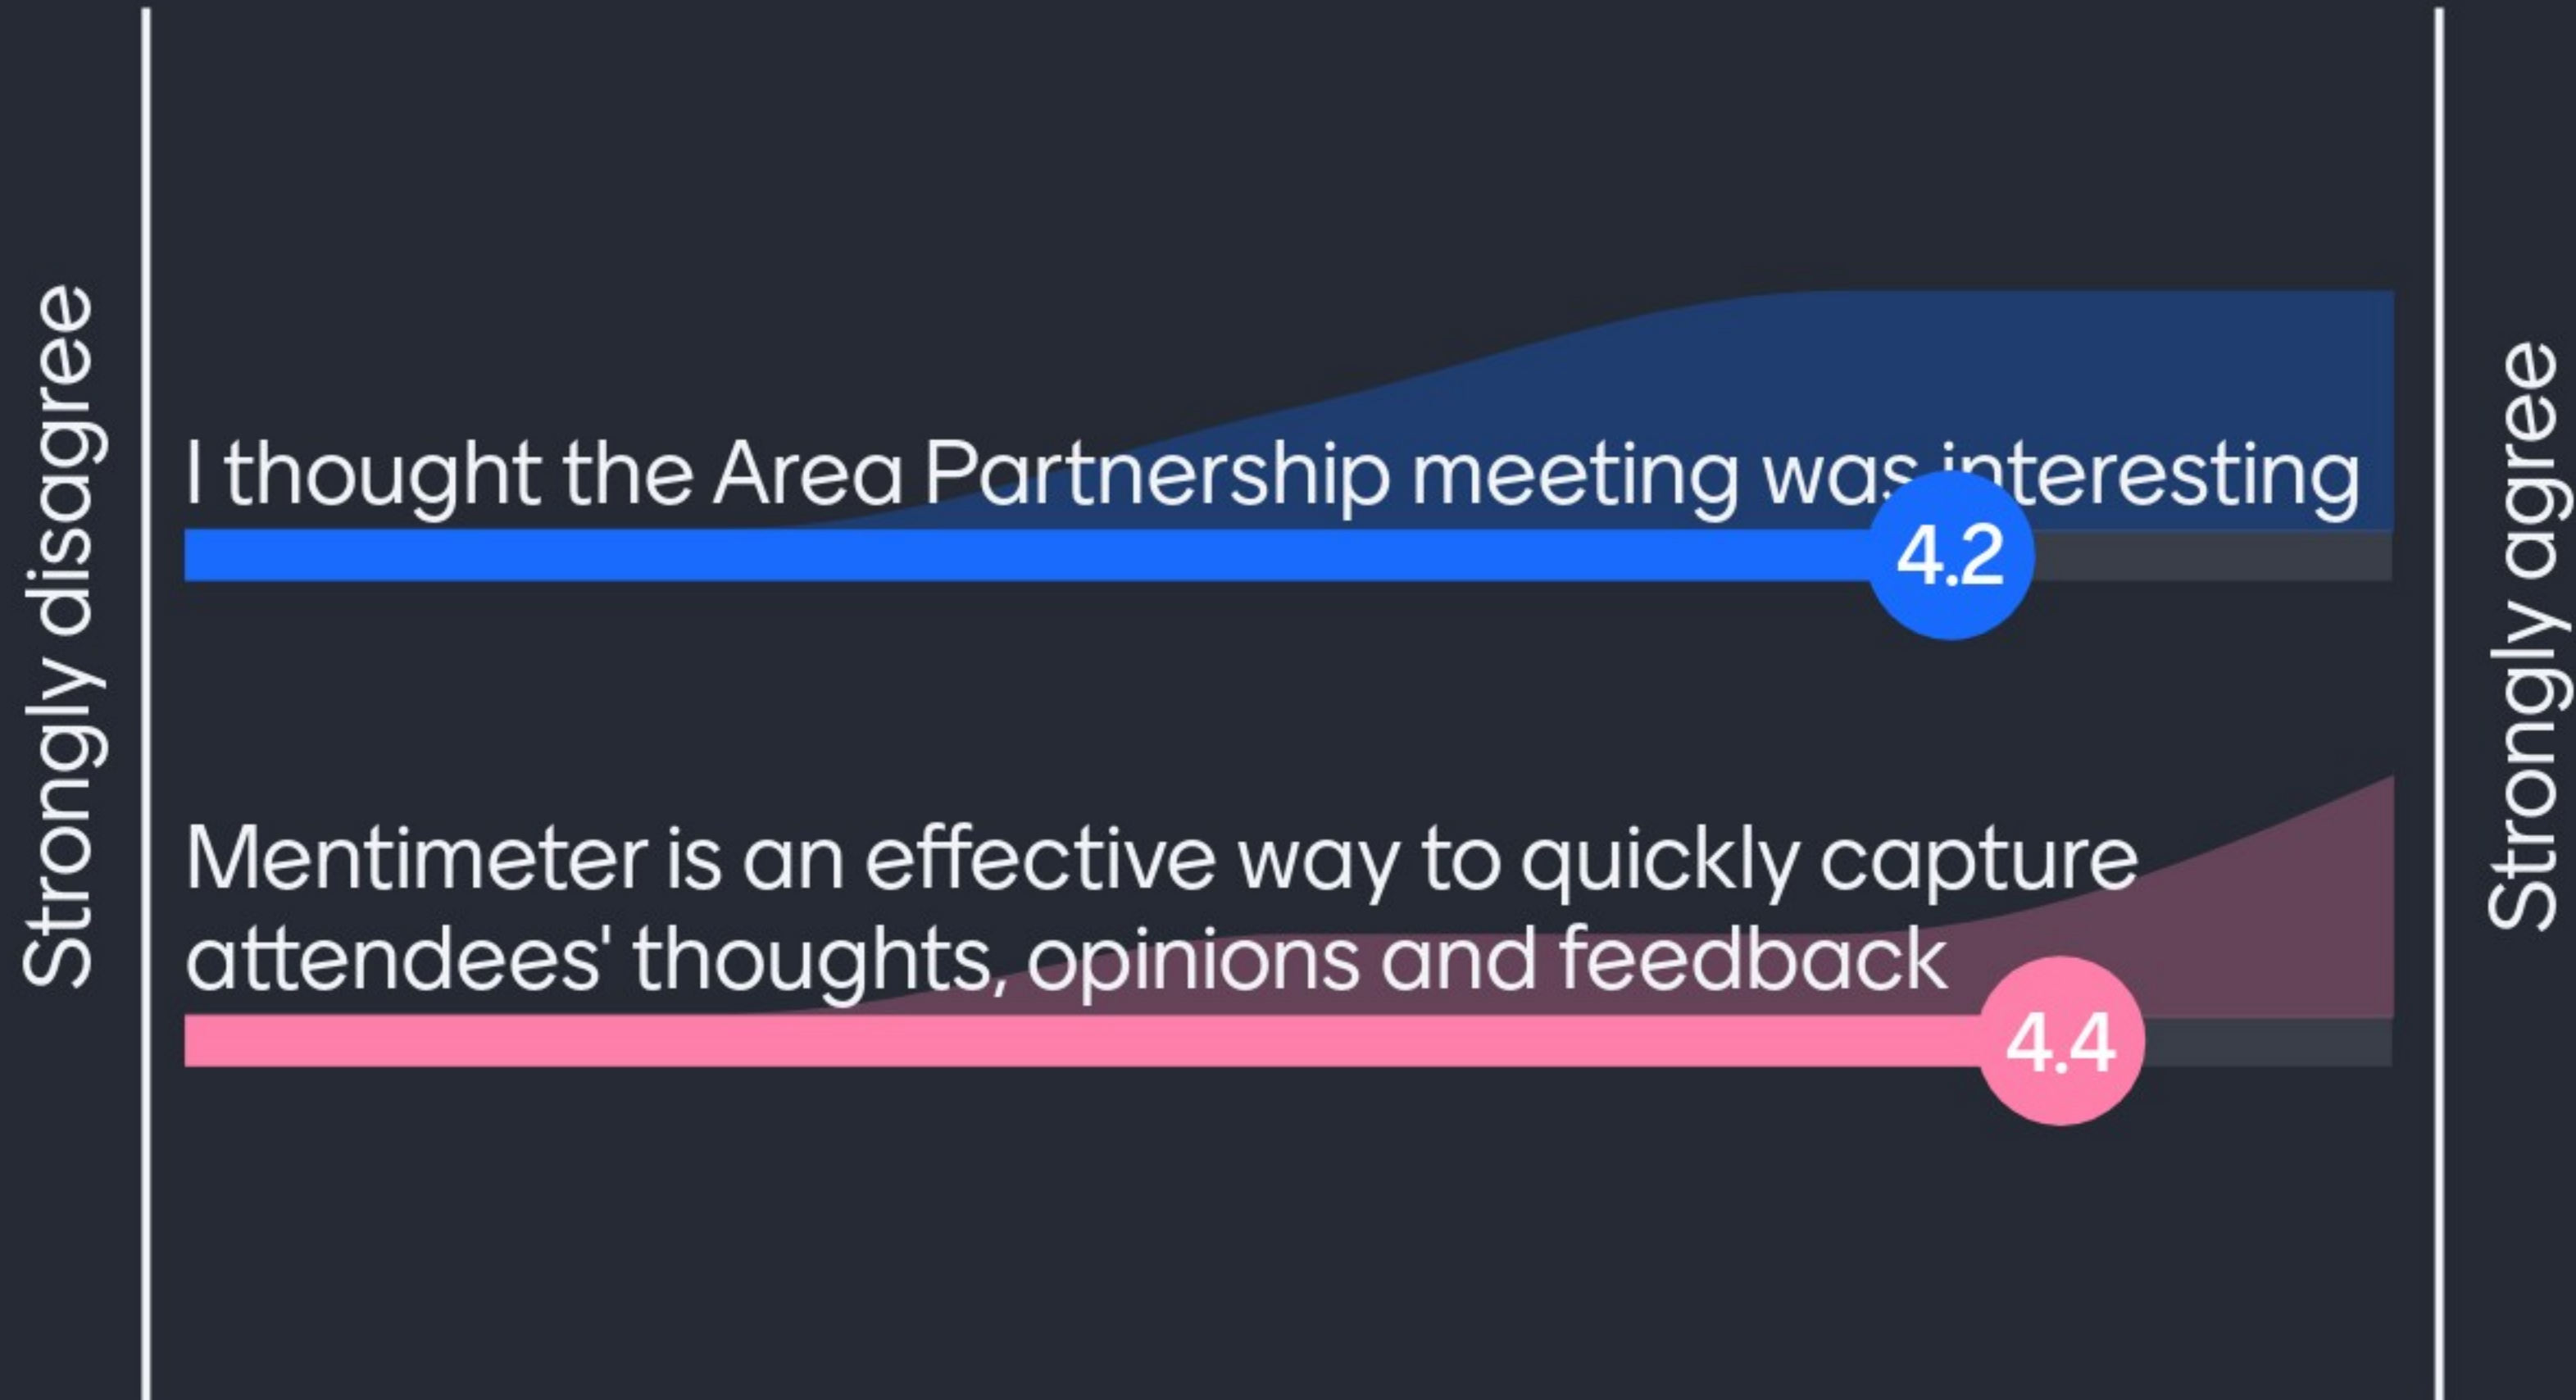 Strongly disagree
I thought the Area Partnership meeting was interesting
4.2
Mentimeter is an effective way to quickly capture
attendees' thoughts, opinions and feedback
4.4
Strongly agree